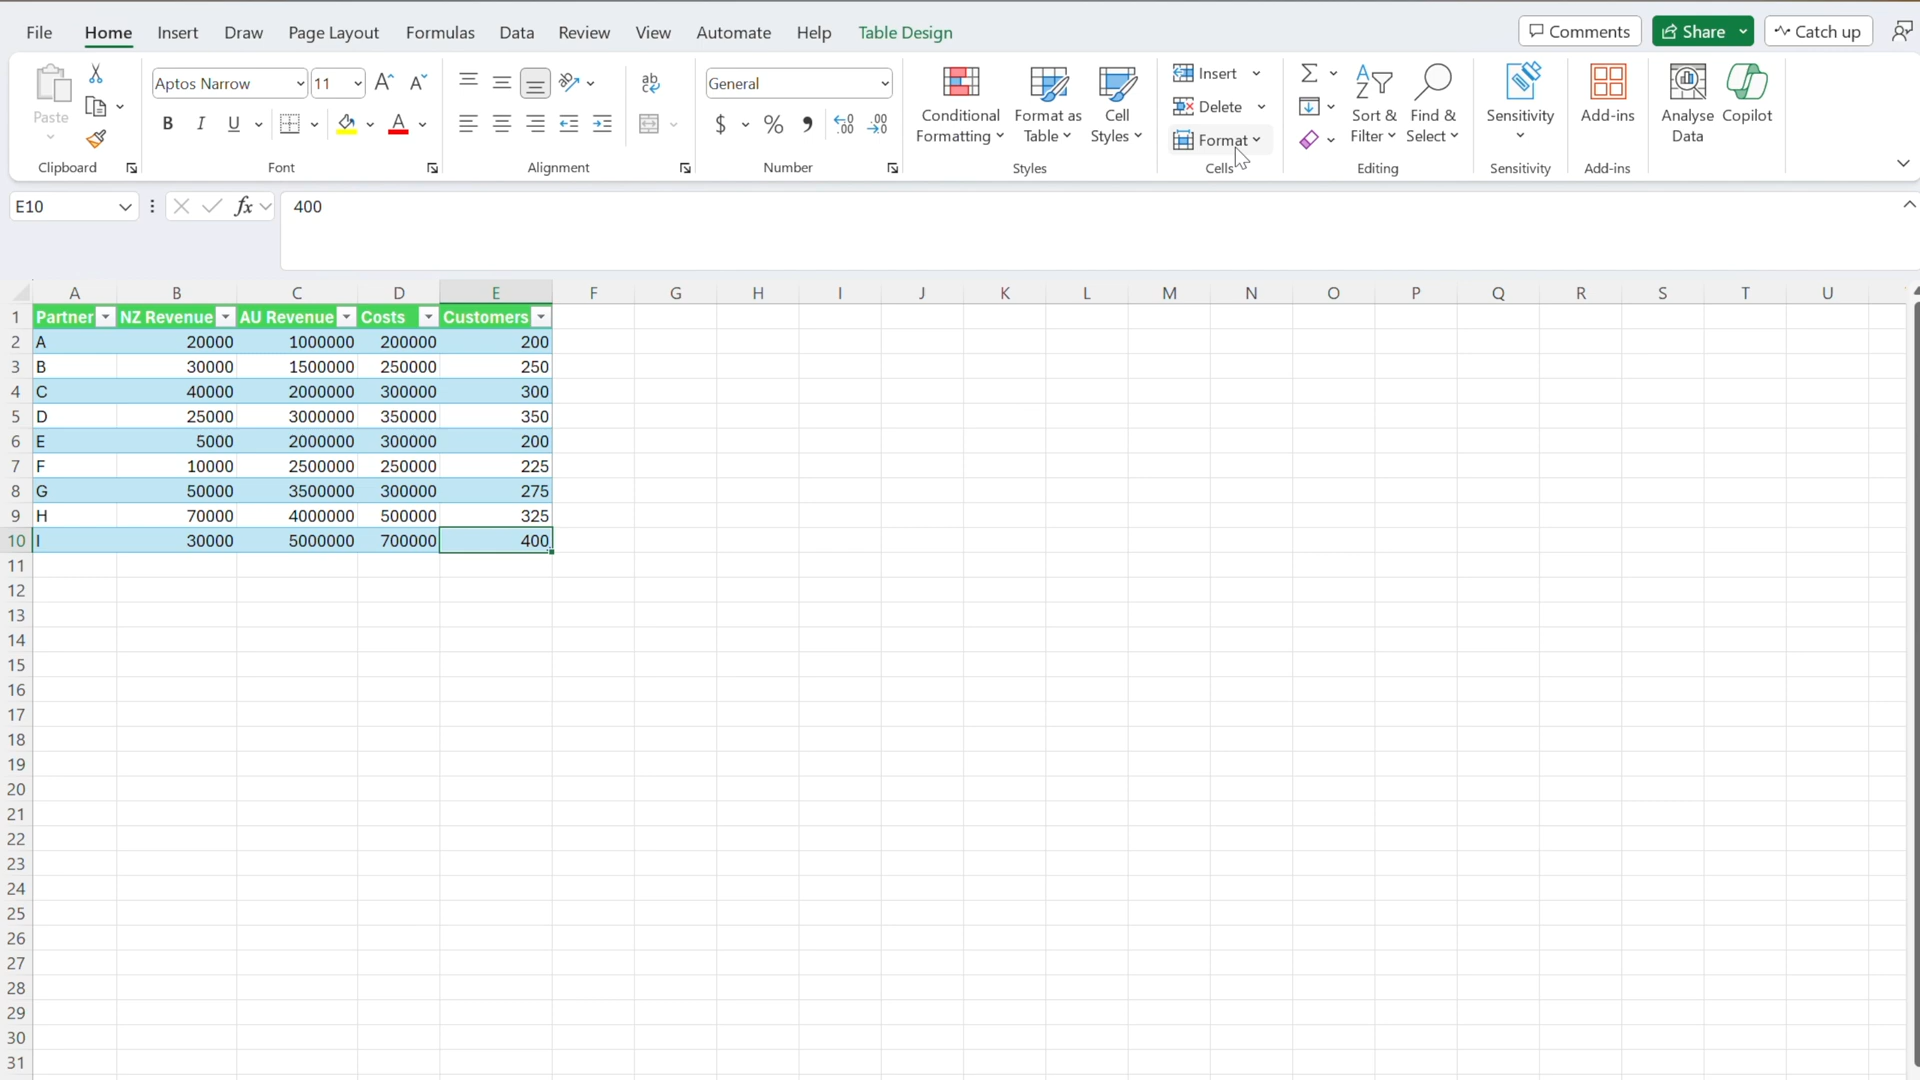 File Home Insert Draw Page Layout Formulas Data Review View Automate Help Table Design Comments Share Catch up
Paste
Aptos Narrow 11
B I U A
ab
General
$ % 9 .00 .00
Conditional Formatting
Format as Table
Cell Styles
Insert
Delete
Format
Sort & Filter
Find & Select
Sensitivity
Add-ins
Analyse Data
Copilot
Clipboard Font Alignment Number Styles Cells Editing Sensitivity Add-ins
E10 fx 400
A B C D E F G H I J K L M N O P Q R S T U
1 Partner NZ Revenue AU Revenue Costs Customers
2 A 20000 1000000 200000 200
3 B 30000 1500000 250000 250
4 C 40000 2000000 300000 300
5 D 25000 3000000 350000 350
6 E 5000 2000000 300000 200
7 F 10000 2500000 250000 225
8 G 50000 3500000 300000 275
9 H 70000 4000000 500000 325
10 I 30000 5000000 700000 400
11
12
13
14
15
16
17
18
19
20
21
22
23
24
25
26
27
28
29
30
31